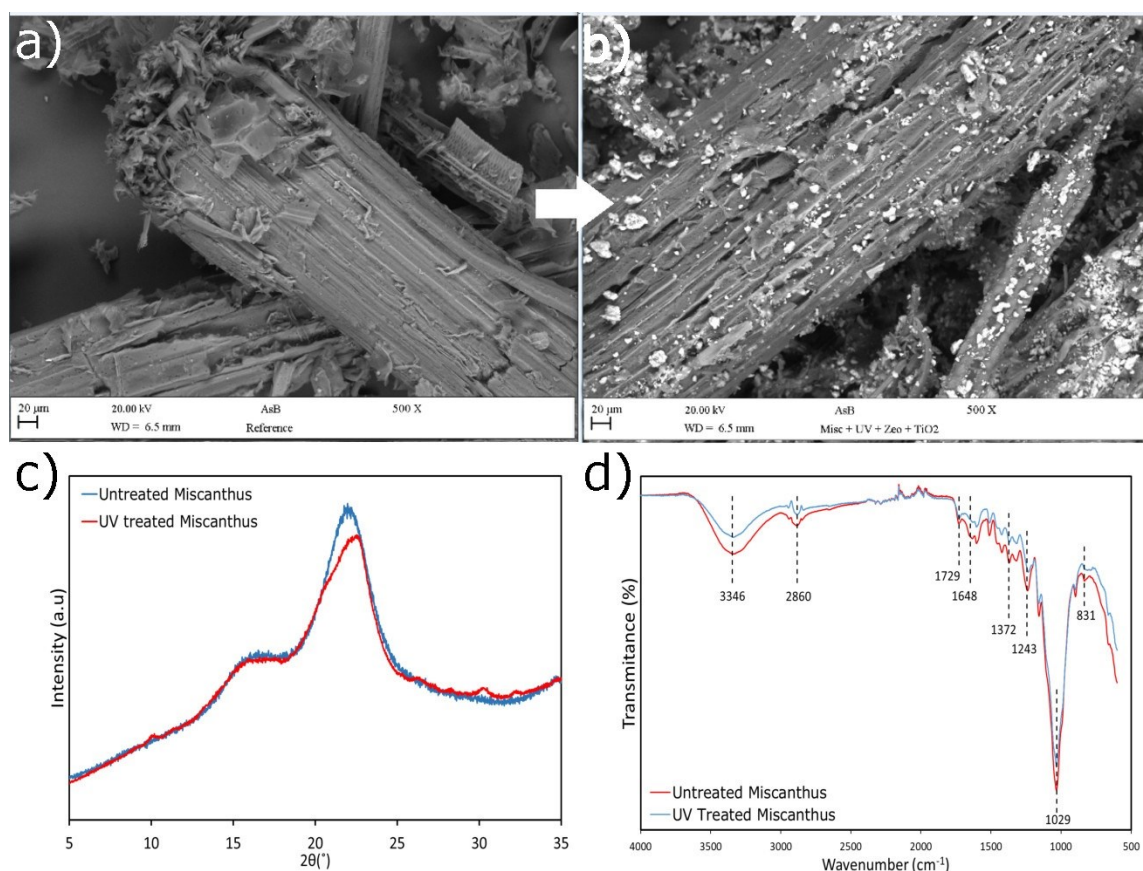 a)
20 µm
20.00 kV
AsB
500 X
WD = 6.5 mm
Reference
b)
20 µm
20.00 kV
AsB
500 X
WD = 6.5 mm
Misc + UV + Zeo + TiO2
c)
Untreated Miscanthus
UV treated Miscanthus
Intensity (a.u)
5
10
15
20
25
30
35
2θ(°)
d)
Transmitance (%)
3346
2860
1729
1648
1372
1243
831
1029
Untreated Miscanthus
UV Treated Miscanthus
4000
3500
3000
2500
2000
1500
1000
500
Wavenumber (cm⁻¹)